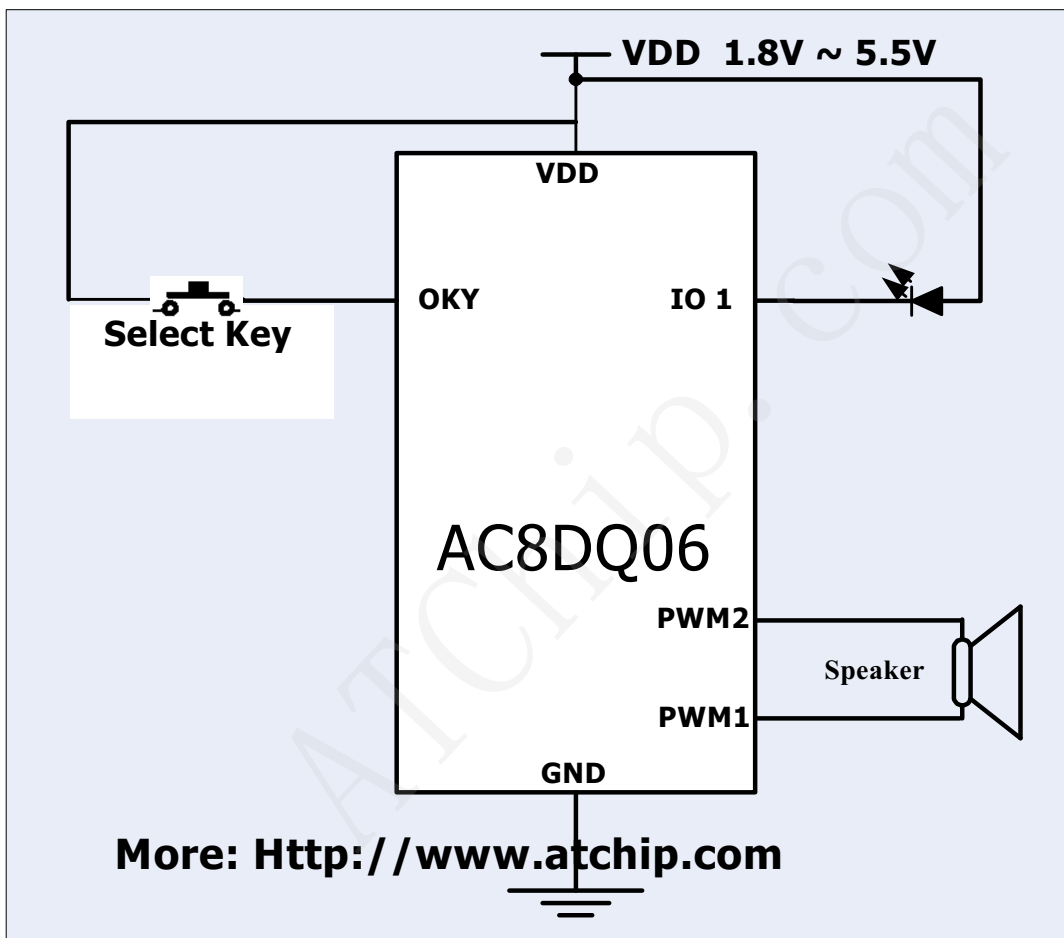 VDD 1.8V ~ 5.5V
VDD
OKY
IO 1
Select Key
AC8DQ06
PWM2
Speaker
PWM1
GND
More: Http://www.atchip.com
ATChip.com